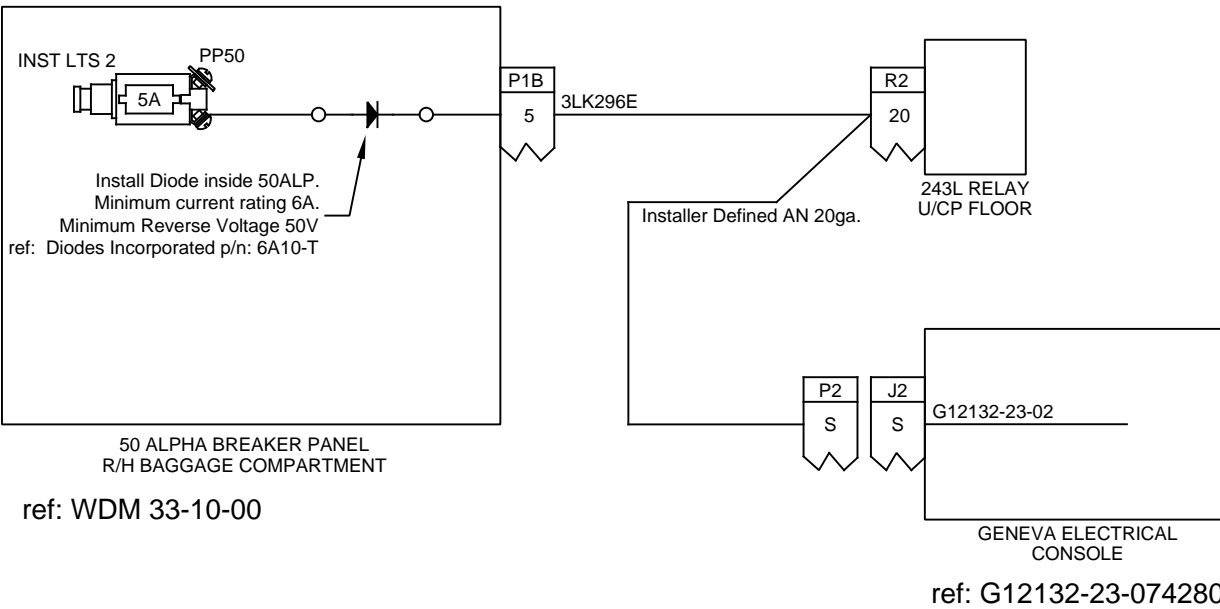 INST LTS 2
PP50
5A
P1B
5
3LK296E
R2
20
243L RELAY
U/CP FLOOR
Install Diode inside 50ALP.
Minimum current rating 6A.
Minimum Reverse Voltage 50V
ref: Diodes Incorporated p/n: 6A10-T
Installer Defined AN 20ga.
P2
S
J2
S
G12132-23-02
50 ALPHA BREAKER PANEL
R/H BAGGAGE COMPARTMENT
ref: WDM 33-10-00
GENEVA ELECTRICAL
CONSOLE
ref: G12132-23-074280